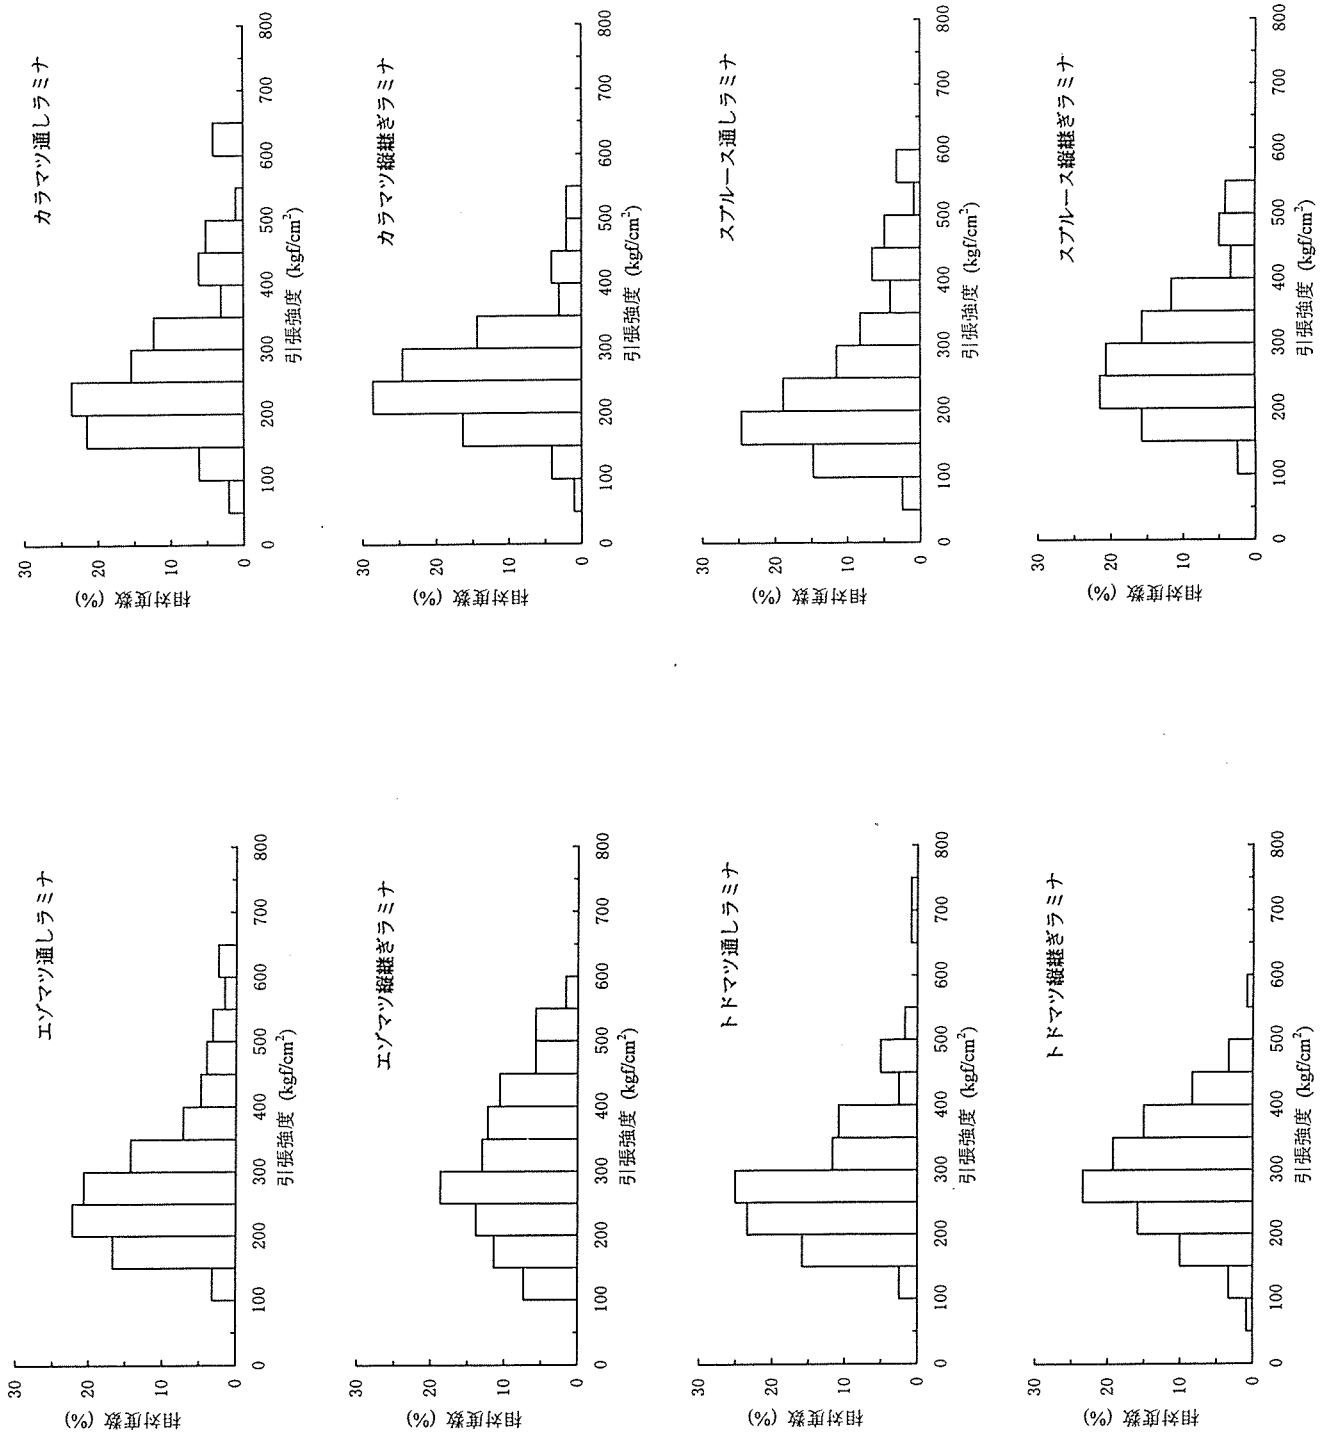 エゾマツ通しラミナ
相対度数 (%)
30
20
10
0
0 100 200 300 400 500 600 700 800
引張強度 (kgf/cm²)
エゾマツ縦継ぎラミナ
相対度数 (%)
30
20
10
0
0 100 200 300 400 500 600 700 800
引張強度 (kgf/cm²)
トドマツ通しラミナ
相対度数 (%)
30
20
10
0
0 100 200 300 400 500 600 700 800
引張強度 (kgf/cm²)
トドマツ縦継ぎラミナ
相対度数 (%)
30
20
10
0
0 100 200 300 400 500 600 700 800
引張強度 (kgf/cm²)
カラマツ通しラミナ
相対度数 (%)
30
20
10
0
0 100 200 300 400 500 600 700 800
引張強度 (kgf/cm²)
カラマツ縦継ぎラミナ
相対度数 (%)
30
20
10
0
0 100 200 300 400 500 600 700 800
引張強度 (kgf/cm²)
スプルース通しラミナ
相対度数 (%)
30
20
10
0
0 100 200 300 400 500 600 700 800
引張強度 (kgf/cm²)
スプルース縦継ぎラミナ
相対度数 (%)
30
20
10
0
0 100 200 300 400 500 600 700 800
引張強度 (kgf/cm²)